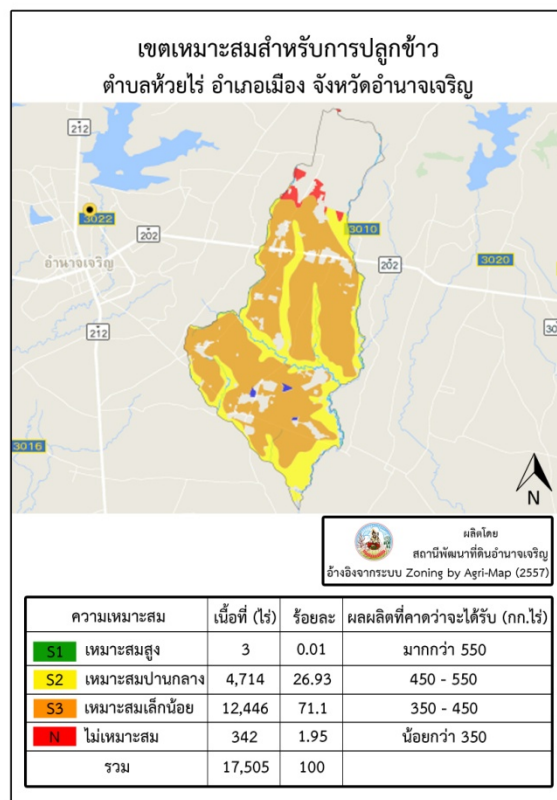 เขตเหมาะสมสำหรับการปลูกข้าว
ตำบลห้วยไร่ อำเภอเมือง จังหวัดอำนาจเจริญ
212
3022
202
3010
อำนาจเจริญ
202
3020
212
30
3016
N
ผลิตโดย
สถานีพัฒนาที่ดินอำนาจเจริญ
อ้างอิงจากระบบ Zoning by Agri-Map (2557)
ความเหมาะสม เนื้อที่ (ไร่) ร้อยละ ผลผลิตที่คาดว่าจะได้รับ (กก.ไร่)
S1 เหมาะสมสูง 3 0.01 มากกว่า 550
S2 เหมาะสมปานกลาง 4,714 26.93 450 - 550
S3 เหมาะสมเล็กน้อย 12,446 71.1 350 - 450
N ไม่เหมาะสม 342 1.95 น้อยกว่า 350
รวม 17,505 100